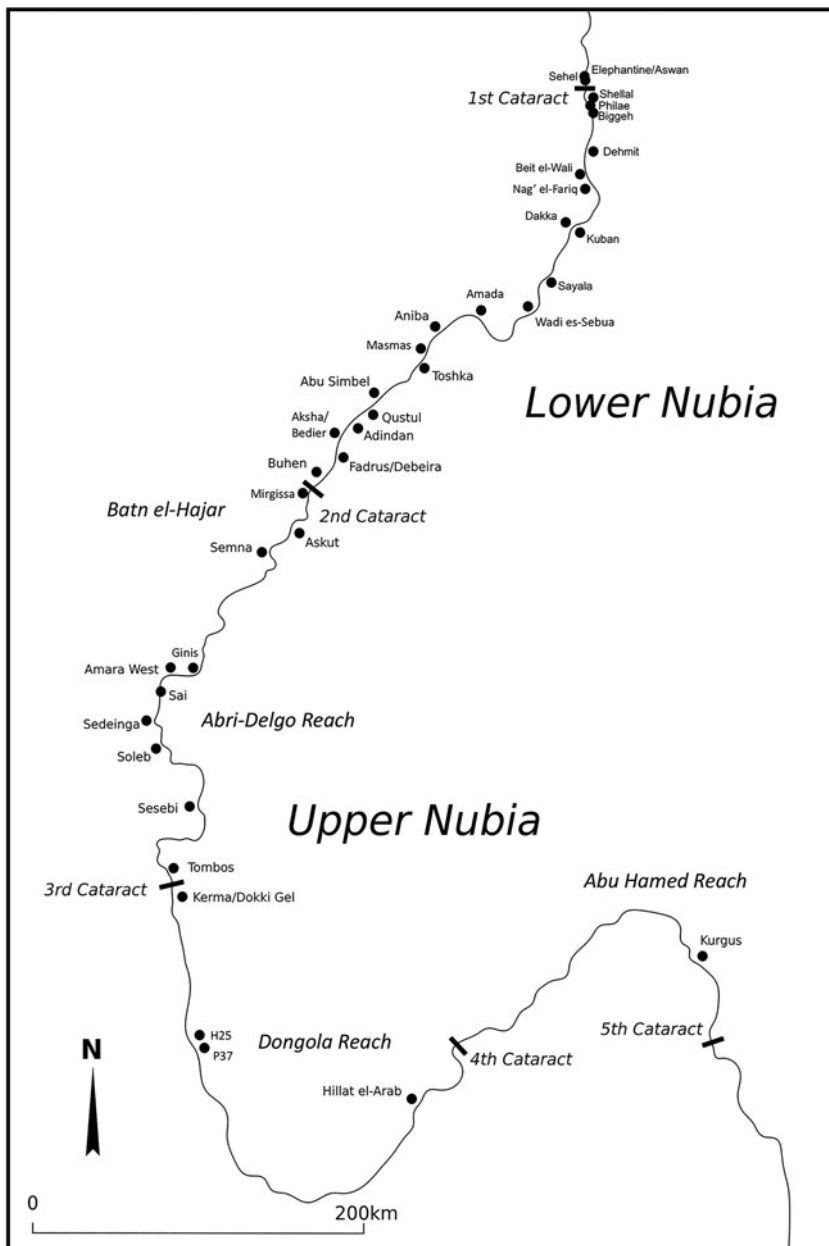 Elephantine/Aswan
Sehel
1st Cataract
Shellal
Philae
Biggeh
Dehmit
Beit el-Wali
Nag’ el-Fariq
Dakka
Kuban
Sayala
Amada
Wadi es-Sebua
Aniba
Masmas
Toshka
Abu Simbel
Lower Nubia
Qustul
Aksha/
Bedier
Adindan
Fadrus/Debeira
Buhen
Mirgissa
Batn el-Hajar
2nd Cataract
Askut
Semna
Ginis
Amara West
Sai
Sedeinga
Abri-Delgo Reach
Soleb
Sesebi
Upper Nubia
Tombos
3rd Cataract
Kerma/Dokki Gel
Abu Hamed Reach
Kurgus
H25
P37
Dongola Reach
4th Cataract
5th Cataract
N
Hillat el-Arab
0
200km